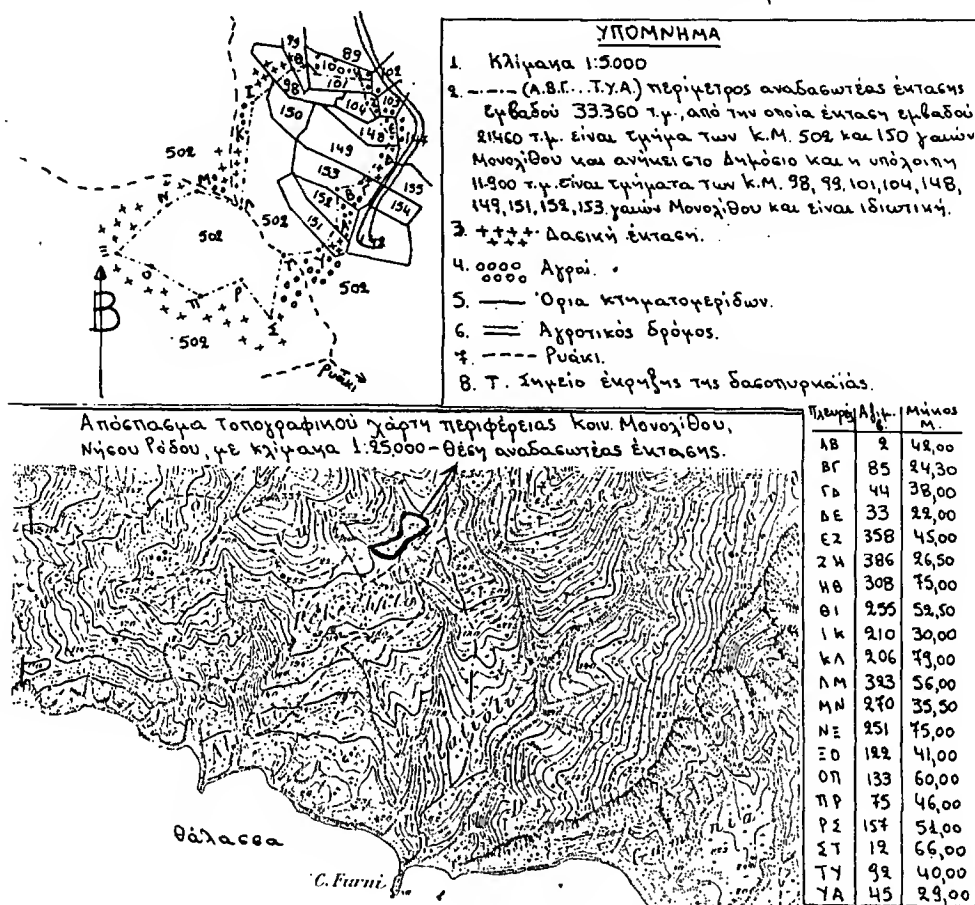 ΥΠΟΜΝΗΜΑ
1. Κλίμακα 1:5.000
2. -·-·-·- (Α.Β.Γ... Τ.Υ.Α.) περίμετρος αναδασωτέας έκτασης
εμβαδού 33.360 τ.μ., από την οποία έκταση εμβαδού
21.460 τ.μ. είναι τμήμα των κ.Μ. 502 και 150 γαιών
Μονολίθου και ανήκει στο Δημόσιο και η υπόλοιπη
11.900 τ.μ. είναι τμήματα των κ.Μ. 98, 99, 101, 104, 148,
149, 151, 152, 153 γαιών Μονολίθου και είναι ιδιωτική.
3. ++++ Δασική έκταση.
4. οοοο Αγροί.
5. —— Όρια κτηματομερίδων.
6. ══ Αγροτικός δρόμος.
7. ----- Ρυάκι.
8. Τ. Σημείο έκρηξης της δασοπυρκαϊάς.
99 89
100 102
98 101 103
150 104
148 147
149
502
153 155
152 154
151
502 502
502
502
Β
Ρυάκι
Απόσπασμα τοπογραφικού χάρτη περιφέρειας κοιν. Μονολίθου,
Νήσου Ρόδου, με κλίμακα 1:25.000 - Θέση αναδασωτέας έκτασης.
θάλασσα
C. Furni
Πλευρές Αζιμ. Μήκος
Μ.
ΑΒ 2 42,00
ΒΓ 85 24,30
ΓΔ 44 38,00
ΔΕ 33 22,00
ΕΖ 358 45,00
ΖΗ 386 26,50
ΗΘ 308 75,00
ΘΙ 255 52,50
ΙΚ 210 30,00
ΚΛ 206 79,00
ΛΜ 323 56,00
ΜΝ 270 35,50
ΝΞ 251 75,00
ΞΟ 122 41,00
ΟΠ 133 60,00
ΠΡ 75 46,00
ΡΣ 157 51,00
ΣΤ 12 66,00
ΤΥ 92 40,00
ΥΑ 45 29,00